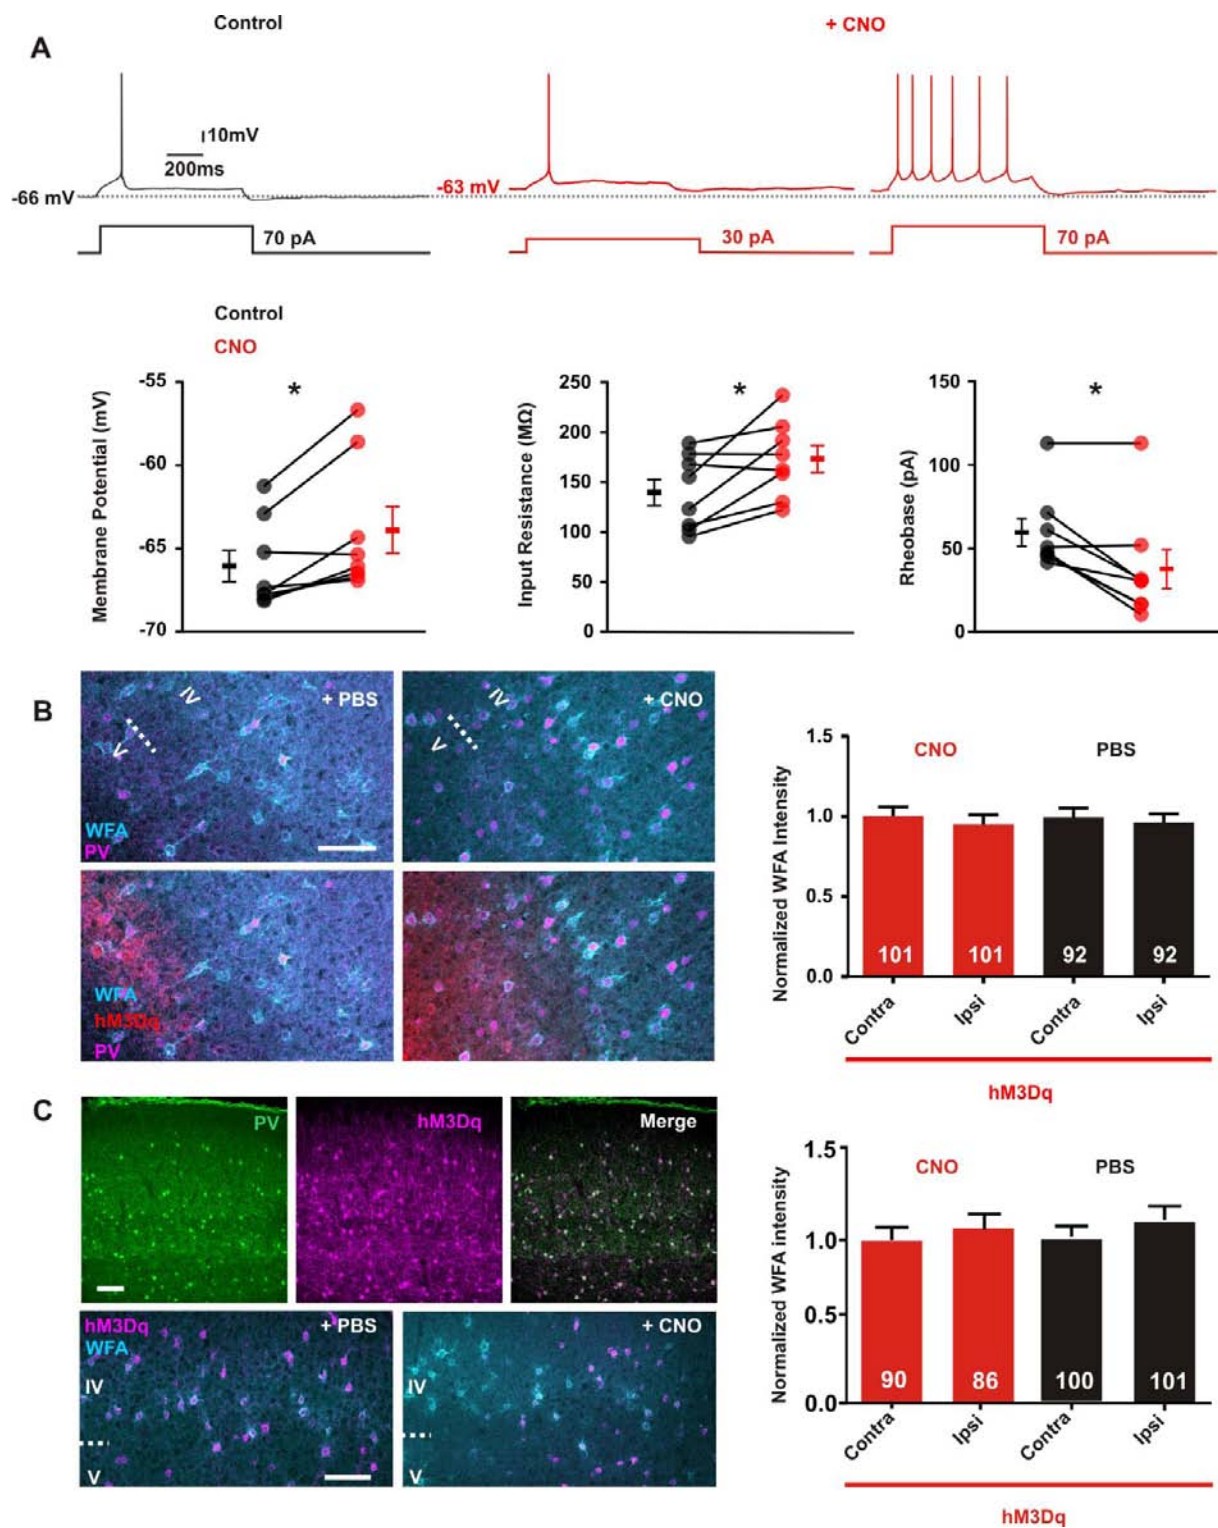 Control
+ CNO
A
10mV
200ms
-66 mV
-63 mV
70 pA
30 pA
70 pA
Control
CNO
Membrane Potential (mV)
-55
-60
-65
-70
*
Input Resistance (MΩ)
250
200
150
100
50
0
*
Rheobase (pA)
150
100
50
0
*
B
IV
V
+ PBS
WFA
PV
IV
V
+ CNO
WFA
hM3Dq
PV
Normalized WFA Intensity
1.5
1.0
0.5
0.0
CNO
PBS
101
101
92
92
Contra
Ipsi
Contra
Ipsi
hM3Dq
C
PV
hM3Dq
Merge
hM3Dq
WFA
+ PBS
IV
V
+ CNO
IV
V
Normalized WFA intensity
1.5
1.0
0.5
0.0
CNO
PBS
90
86
100
101
Contra
Ipsi
Contra
Ipsi
hM3Dq